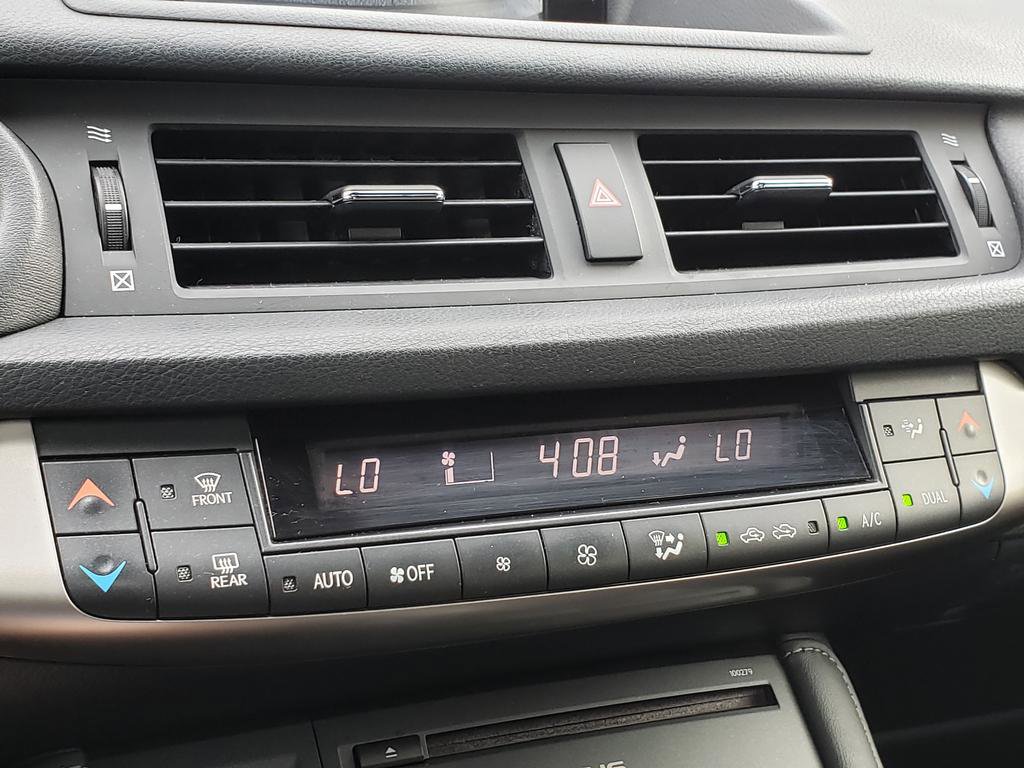 LO 408 LO
FRONT
REAR
AUTO
OFF
A/C
DUAL
100279